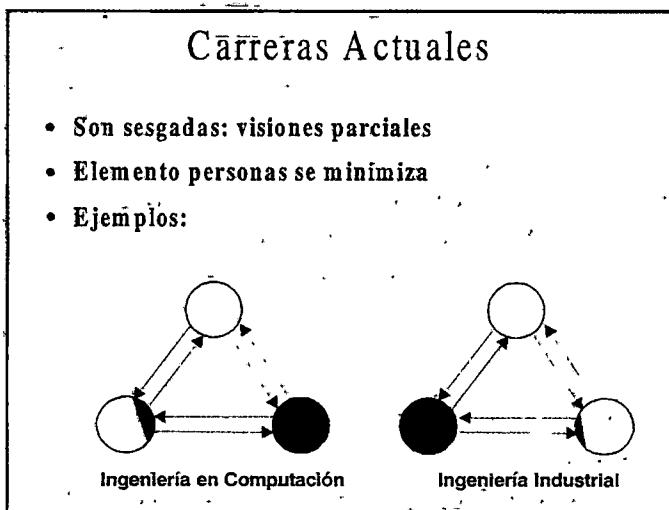 Carreras Actuales
• Son sesgadas: visiones parciales
• Elemento personas se minimiza
• Ejemplos:
Ingeniería en Computación
Ingeniería Industrial